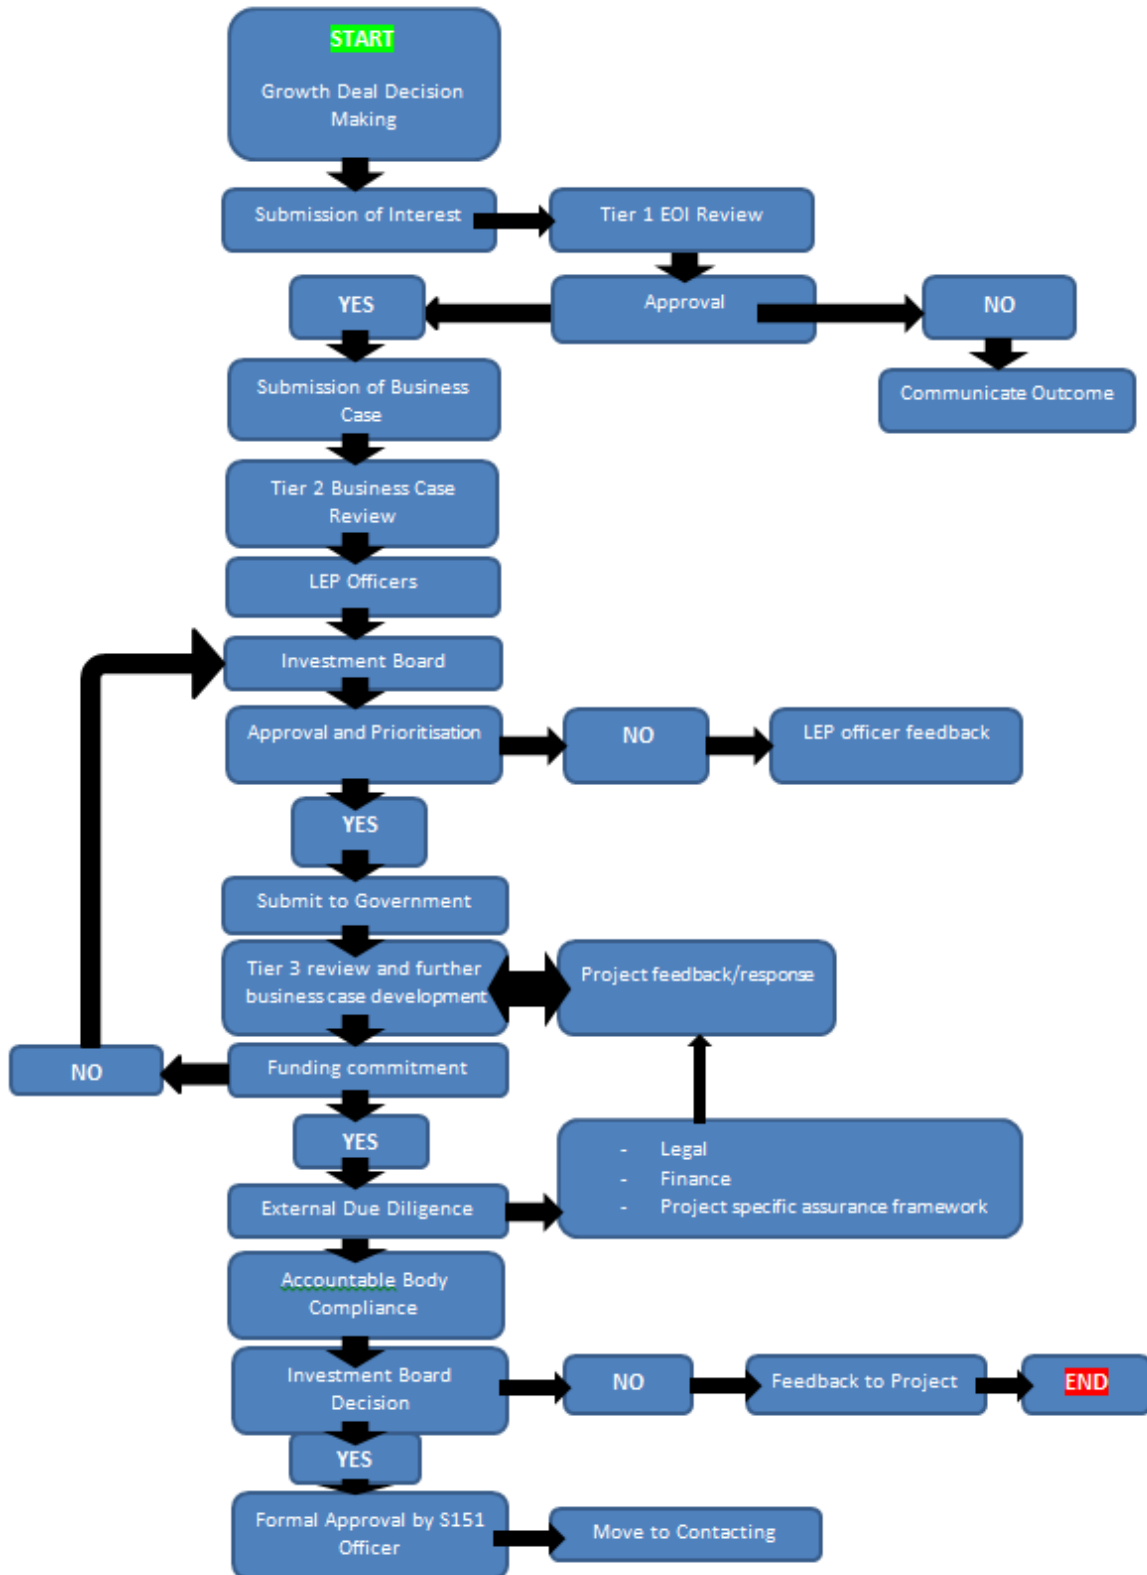 START
Growth Deal Decision
Making
Submission of Interest
Tier 1 EOI Review
YES
Approval
NO
Submission of Business
Case
Communicate Outcome
Tier 2 Business Case
Review
LEP Officers
Investment Board
Approval and Prioritisation
NO
LEP officer feedback
YES
Submit to Government
Tier 3 review and further
business case development
Project feedback/response
NO
Funding commitment
YES
- Legal
- Finance
- Project specific assurance framework
External Due Diligence
Accountable Body
Compliance
Investment Board
Decision
NO
Feedback to Project
END
YES
Formal Approval by S151
Officer
Move to Contacting